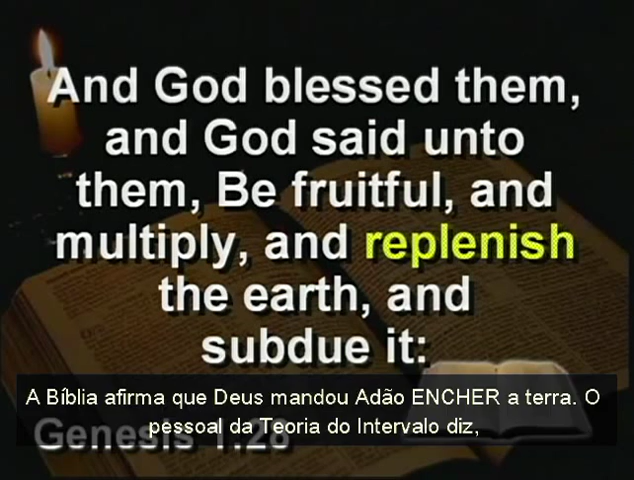 And God blessed them,
and God said unto
them, Be fruitful, and
multiply, and replenish
the earth, and
subdue it:
A Bíblia afirma que Deus mandou Adão ENCHER a terra. O
pessoal da Teoria do Intervalo diz,
Genesis 1:28